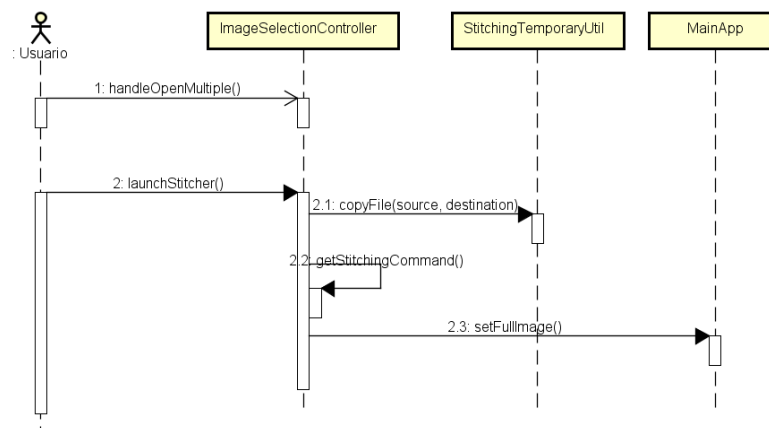 : Usuario
ImageSelectionController
StitchingTemporaryUtil
MainApp
1: handleOpenMultiple()
2: launchStitcher()
2.1: copyFile(source, destination)
2.2: getStitchingCommand()
2.3: setFullImage()